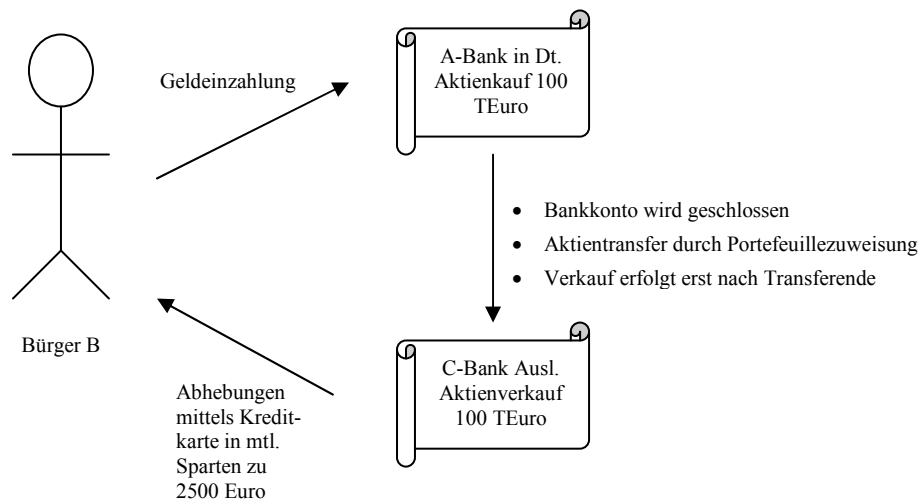 Geldeinzahlung
A-Bank in Dt.
Aktienkauf 100
TEuro
• Bankkonto wird geschlossen
• Aktientransfer durch Portefeuillezuweisung
• Verkauf erfolgt erst nach Transferende
Bürger B
C-Bank Ausl.
Aktienverkauf
100 TEuro
Abhebungen
mittels Kredit-
karte in mtl.
Sparten zu
2500 Euro